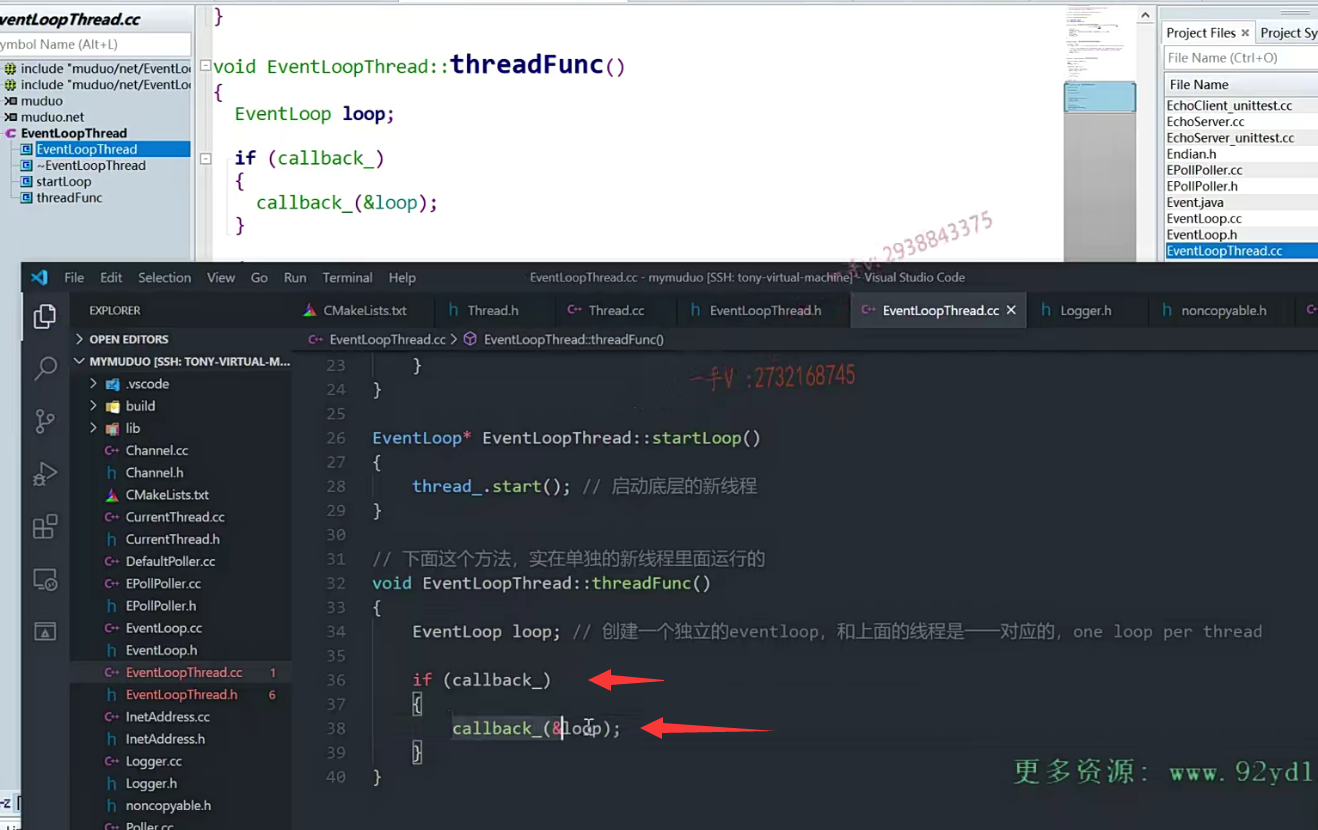 ventLoopThread.cc
ymbol Name (Alt+L)
include "muduo/net/EventLo
include "muduo/net/EventLo
muduo
muduo.net
EventLoopThread
EventLoopThread
~EventLoopThread
startLoop
threadFunc
}
void EventLoopThread::threadFunc()
{
EventLoop loop;
if (callback_)
{
callback_(&loop);
}
Project Files × Project Sy
File Name (Ctrl+O)
File Name
EchoClient_unittest.cc
EchoServer.cc
EchoServer_unittest.cc
Endian.h
EPollPoller.cc
EPollPoller.h
Event.java
EventLoop.cc
EventLoop.h
EventLoopThread.cc
2938843375
File Edit Selection View Go Run Terminal Help
EventLoopThread.cc - mymuduo [SSH: tony-virtual-machine] - Visual Studio Code
EXPLORER
CMakeLists.txt
Thread.h
Thread.cc
EventLoopThread.h
EventLoopThread.cc ×
Logger.h
noncopyable.h
OPEN EDITORS
MYMUDUO [SSH: TONY-VIRTUAL-M...
.vscode
build
lib
Channel.cc
Channel.h
CMakeLists.txt
CurrentThread.cc
CurrentThread.h
DefaultPoller.cc
EPollPoller.cc
EPollPoller.h
EventLoop.cc
EventLoop.h
EventLoopThread.cc 1
EventLoopThread.h 6
InetAddress.cc
InetAddress.h
Logger.cc
Logger.h
noncopyable.h
Poller.cc
EventLoopThread.cc > EventLoopThread::threadFunc()
一手V :2732168745
23 }
24 }
25
26 EventLoop* EventLoopThread::startLoop()
27 {
28 thread_.start(); // 启动底层的新线程
29 }
30
31 // 下面这个方法，实在单独的新线程里面运行的
32 void EventLoopThread::threadFunc()
33 {
34 EventLoop loop; // 创建一个独立的eventloop，和上面的线程是一一对应的，one loop per thread
35
36 if (callback_)
37 {
38 callback_(&loop);
39 }
40 }
更多资源：www.92ydl